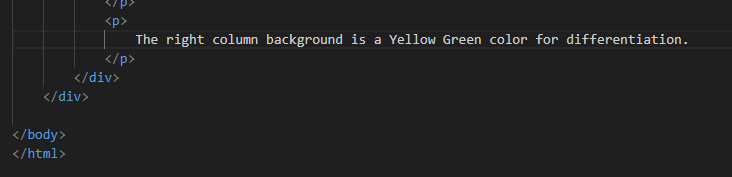 </p>
<p>
The right column background is a Yellow Green color for differentiation.
</p>
</div>
</div>
</body>
</html>